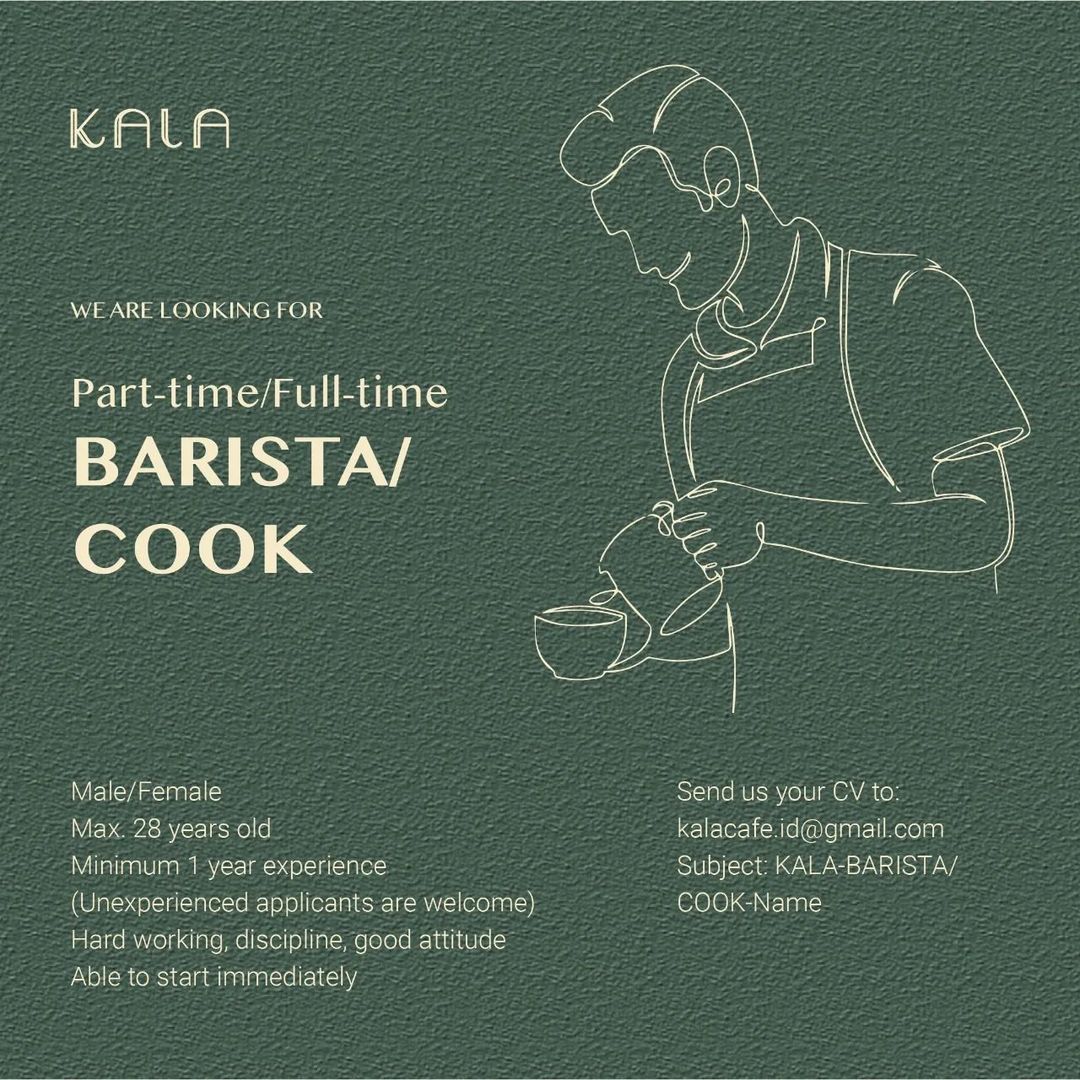 KALA
WE ARE LOOKING FOR
Part-time/Full-time
BARISTA/
COOK
Male/Female
Max. 28 years old
Minimum 1 year experience
(Unexperienced applicants are welcome)
Hard working, discipline, good attitude
Able to start immediately
Send us your CV to:
kalacafe.id@gmail.com
Subject: KALA-BARISTA/
COOK-Name